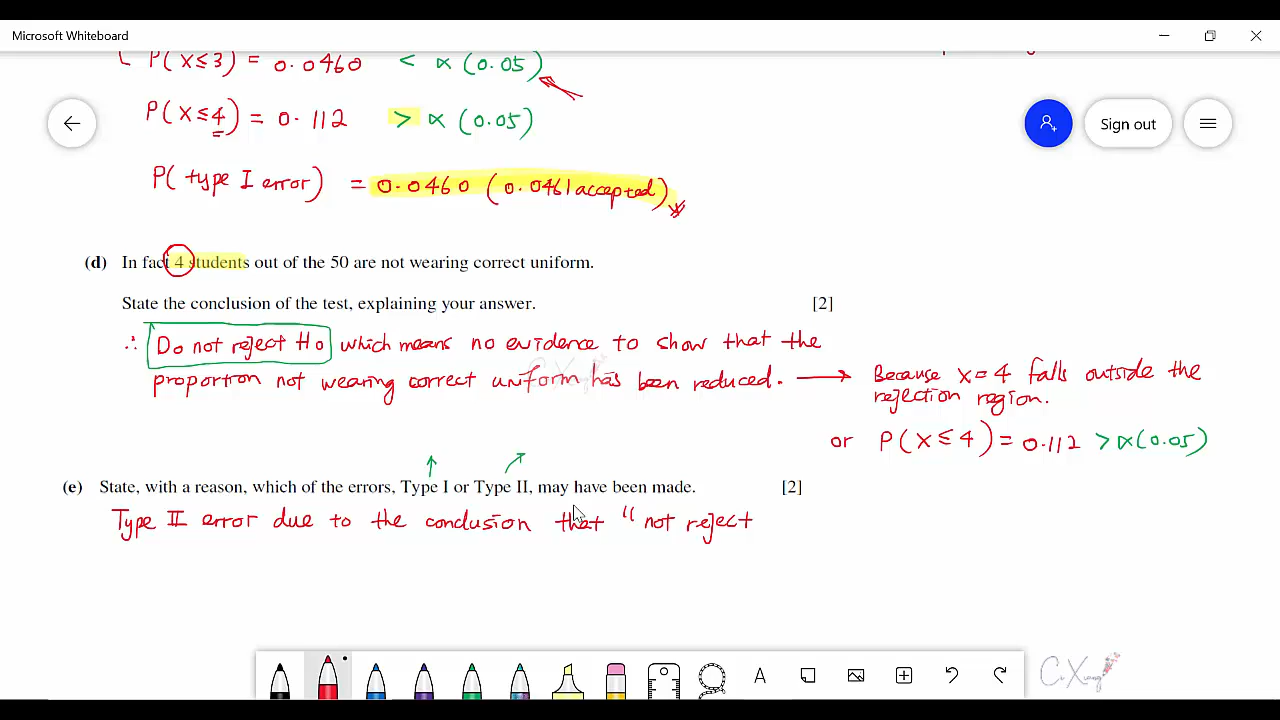 Microsoft Whiteboard
P(X≤3) = 0.0460 < ∝ (0.05)
P(X≤4) = 0.112 > ∝ (0.05)
Sign out
P( type I error) = 0.0460 (0.0461 accepted)
(d) In fact 4 students out of the 50 are not wearing correct uniform.
State the conclusion of the test, explaining your answer. [2]
∴ Do not reject H₀ which means no evidence to show that the
proportion not wearing correct uniform has been reduced. → Because x=4 falls outside the
rejection region.
or P(X≤4) = 0.112 > ∝(0.05)
(e) State, with a reason, which of the errors, Type I or Type II, may have been made. [2]
Type II error due to the conclusion that “ not reject
A